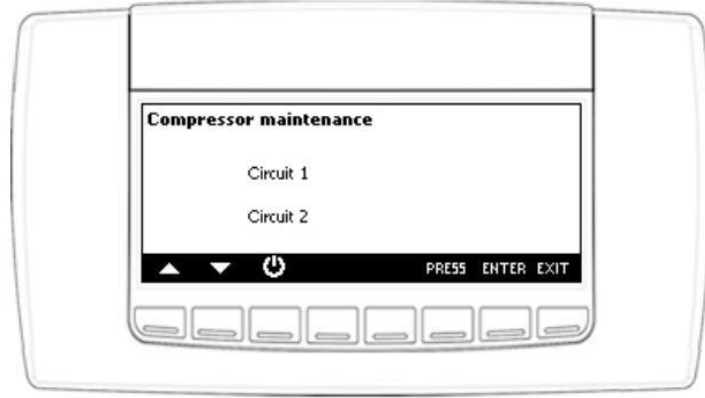 Compressor maintenance
Circuit 1
Circuit 2
PRESS ENTER EXIT